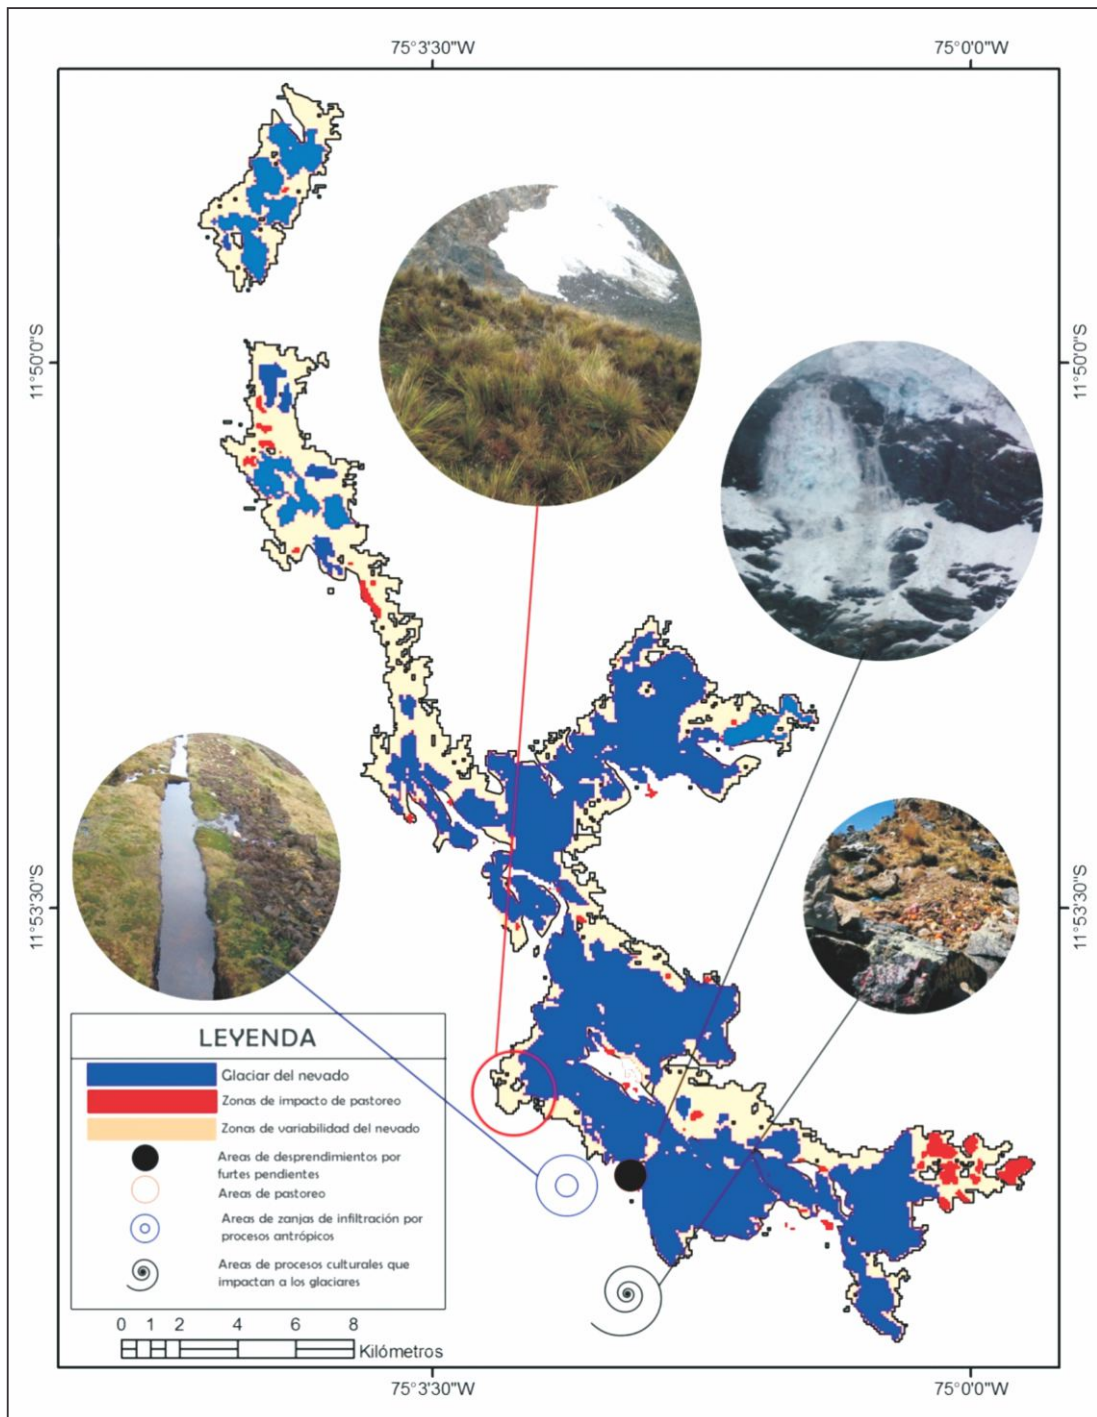 75°3'30"W
75°0'0"W
11°50'0"S
11°50'0"S
11°53'30"S
11°53'30"S
LEYENDA
Glaciar del nevado
Zonas de impacto de pastoreo
Zonas de variabilidad del nevado
Areas de desprendimientos por
furtes pendientes
Areas de pastoreo
Areas de zanjas de infiltración por
procesos antrópicos
Areas de procesos culturales que
impactan a los glaciares
0 1 2 4 6 8
Kilómetros
75°3'30"W
75°0'0"W